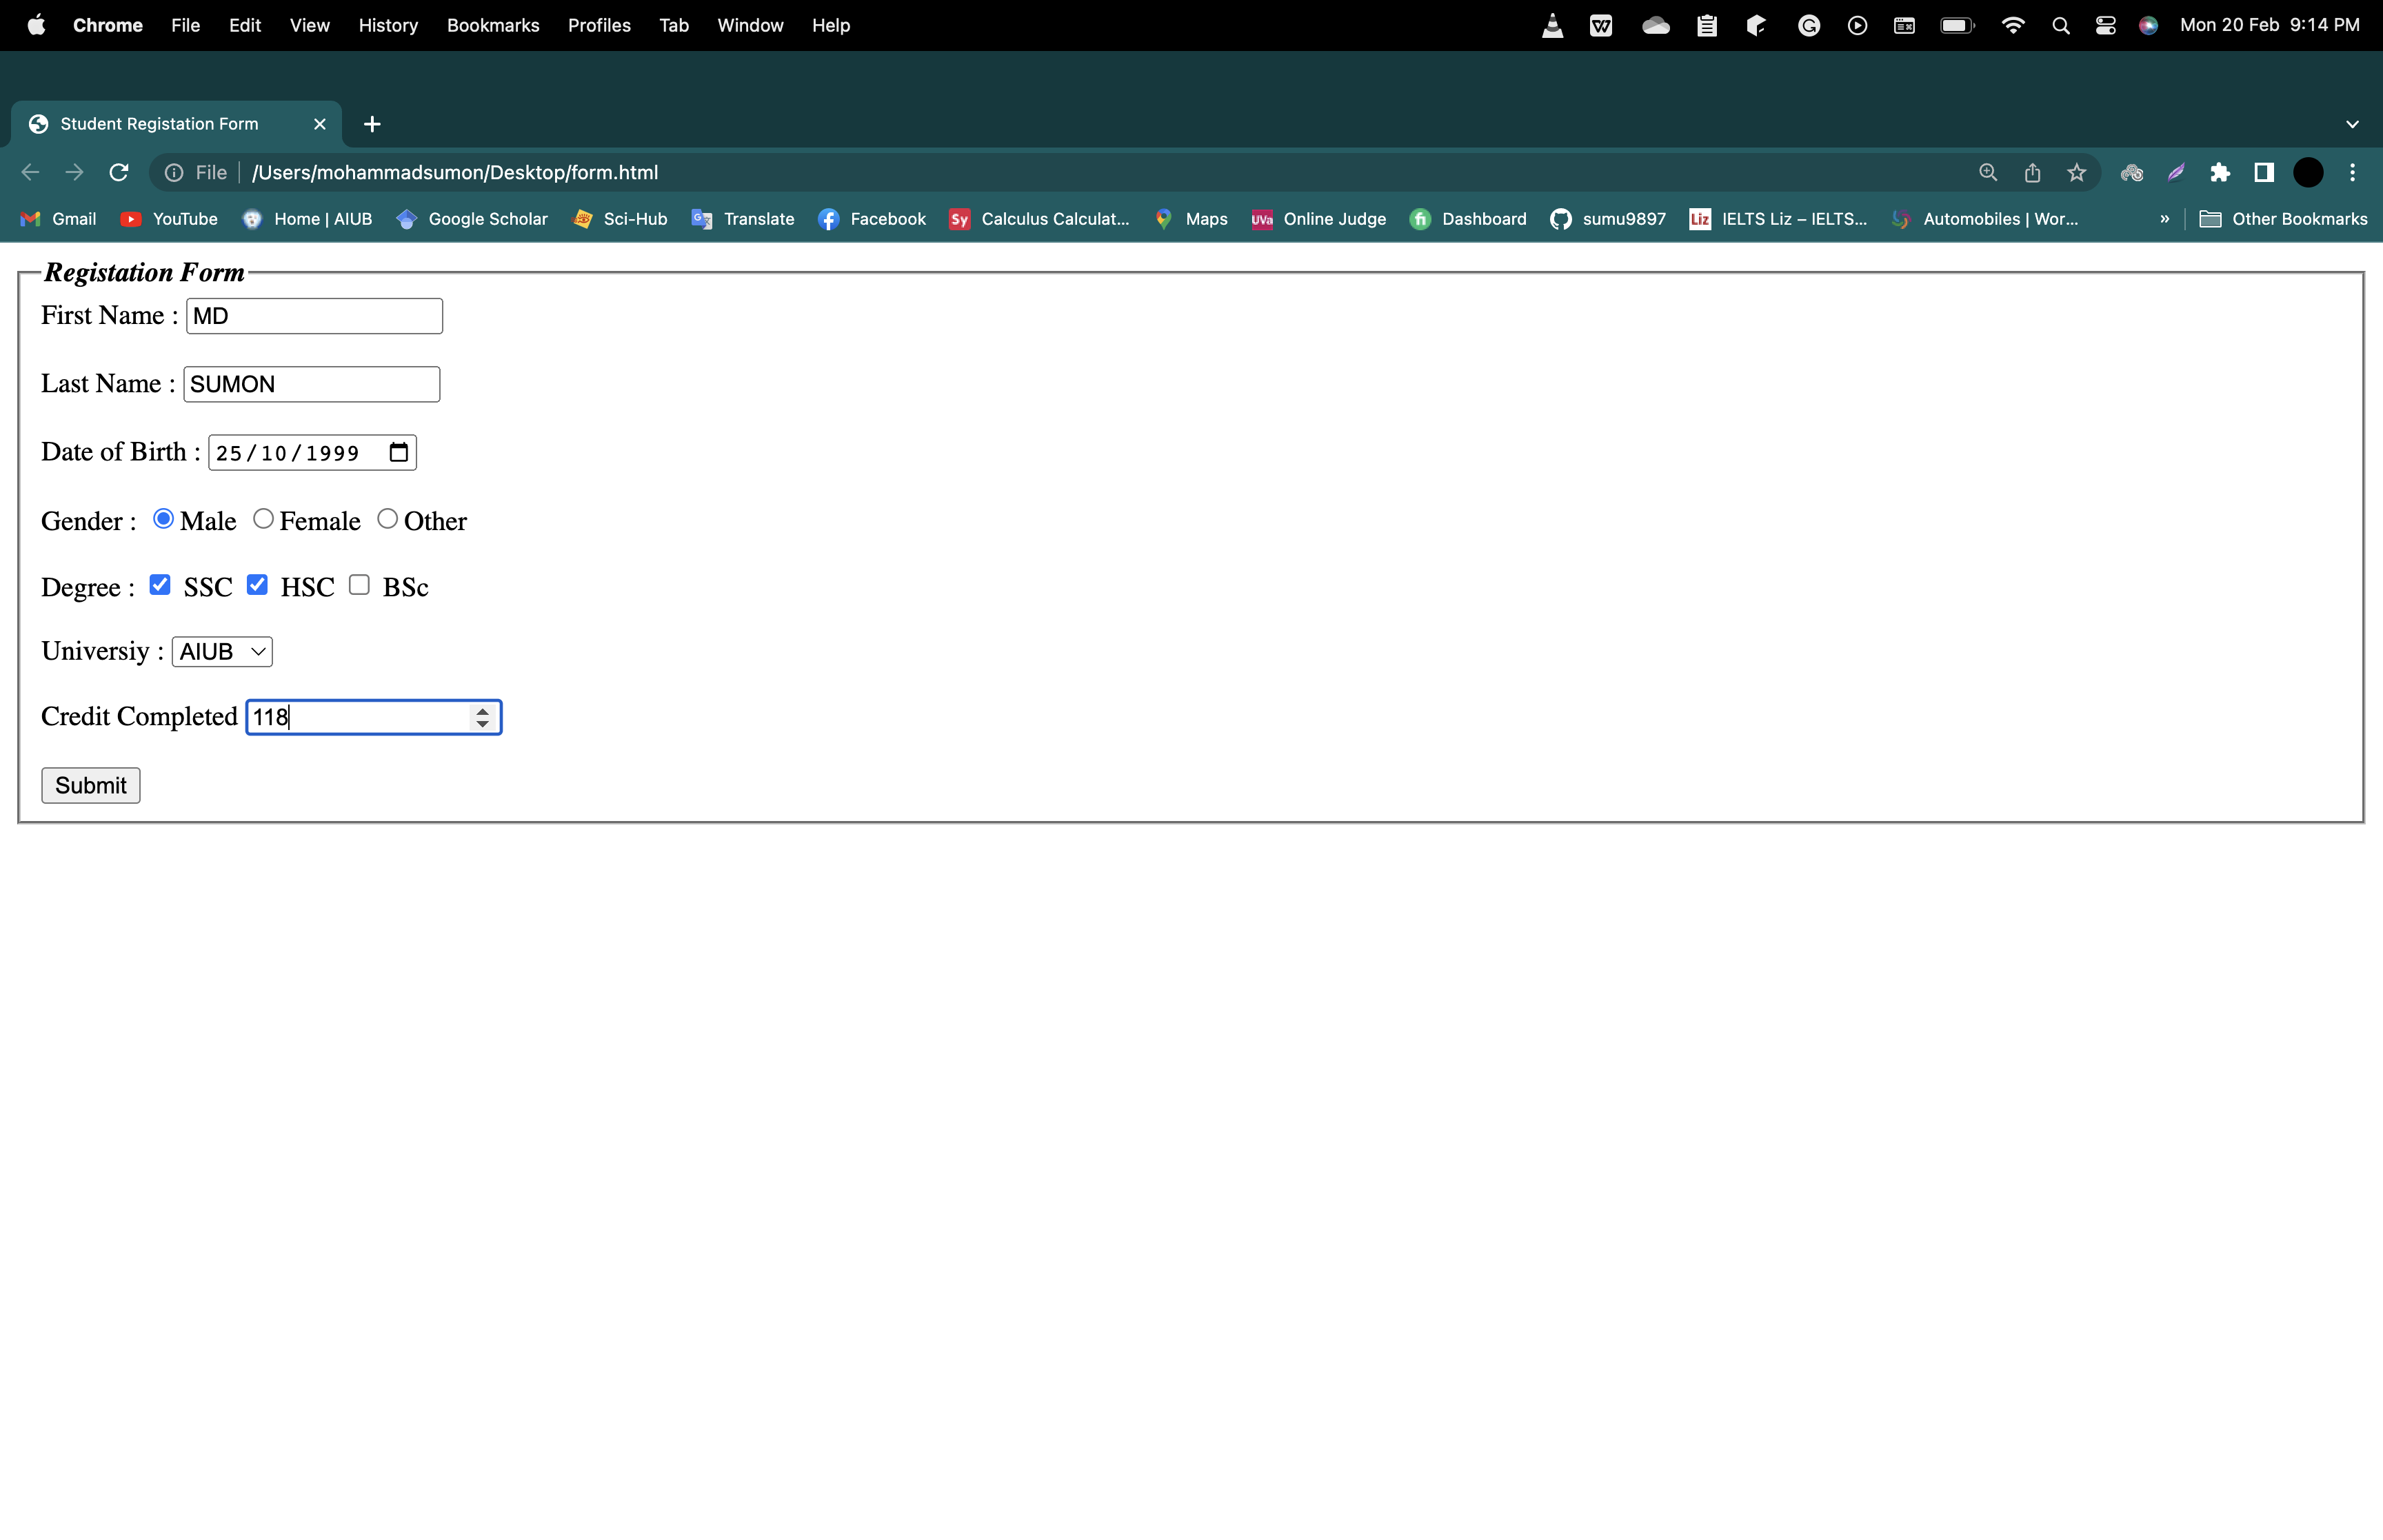 Chrome File Edit View History Bookmarks Profiles Tab Window Help Mon 20 Feb 9:14 PM
Student Registation Form
File /Users/mohammadsumon/Desktop/form.html
Gmail YouTube Home | AIUB Google Scholar Sci-Hub Translate Facebook Sy Calculus Calculat... Maps UVa Online Judge fi Dashboard sumu9897 Liz IELTS Liz – IELTS... Automobiles | Wor... » Other Bookmarks
Registation Form
First Name : MD
Last Name : SUMON
Date of Birth : 25/10/1999
Gender : Male Female Other
Degree : SSC HSC BSc
Universiy : AIUB
Credit Completed 118
Submit